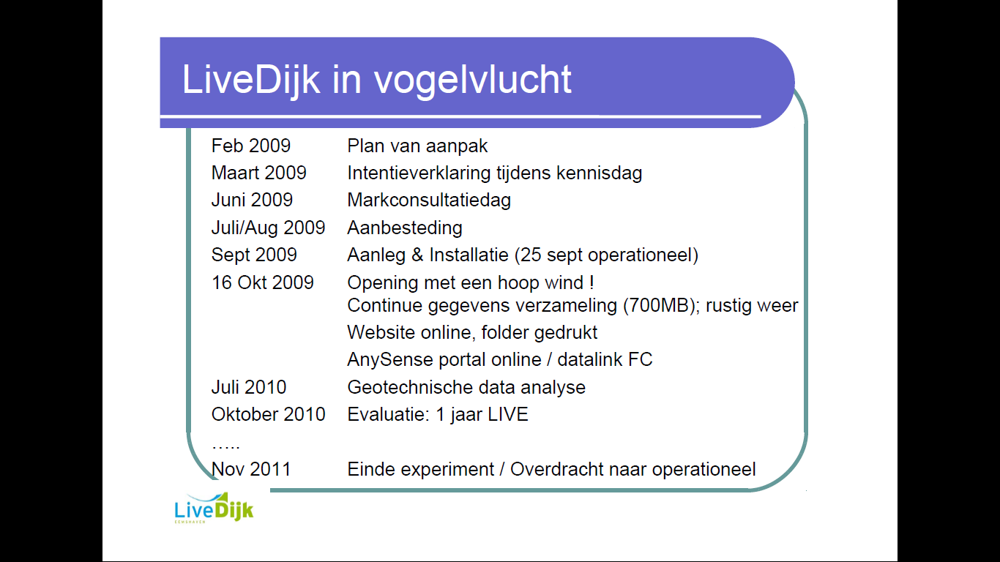 LiveDijk in vogelvlucht
Feb 2009 Plan van aanpak
Maart 2009 Intentieverklaring tijdens kennisdag
Juni 2009 Markconsultatiedag
Juli/Aug 2009 Aanbesteding
Sept 2009 Aanleg & Installatie (25 sept operationeel)
16 Okt 2009 Opening met een hoop wind !
Continue gegevens verzameling (700MB); rustig weer
Website online, folder gedrukt
AnySense portal online / datalink FC
Juli 2010 Geotechnische data analyse
Oktober 2010 Evaluatie: 1 jaar LIVE
…..
Nov 2011 Einde experiment / Overdracht naar operationeel
LiveDijk
EEMSHAVEN